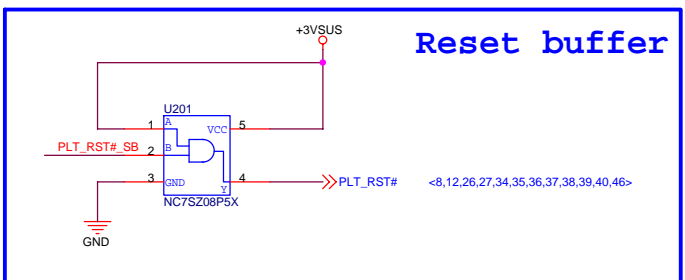 +3VSUS
Reset buffer
U201
1 A VCC 5
PLT_RST#_SB 2 B
3 GND Y 4 PLT_RST# <8,12,26,27,34,35,36,37,38,39,40,46>
NC7SZ08P5X
GND